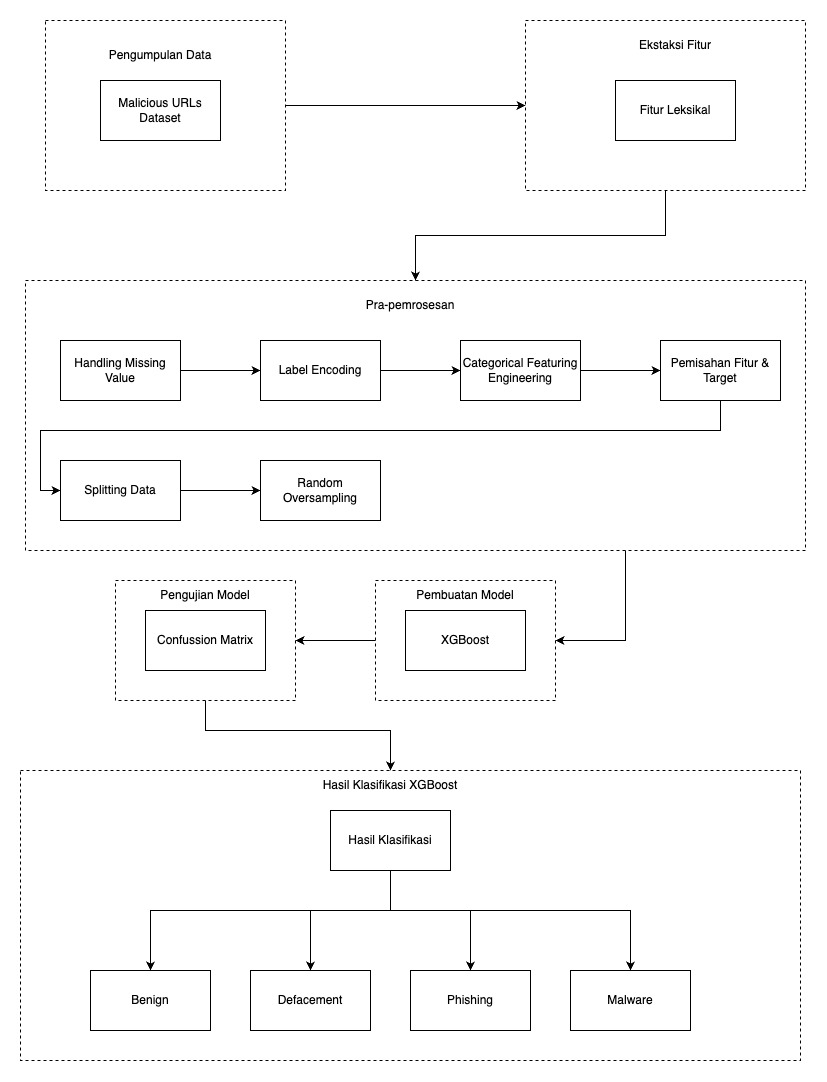 Pengumpulan Data
Malicious URLs
Dataset
Ekstaksi Fitur
Fitur Leksikal
Pra-pemrosesan
Handling Missing
Value
Label Encoding
Categorical Featuring
Engineering
Pemisahan Fitur &
Target
Splitting Data
Random
Oversampling
Pengujian Model
Confussion Matrix
Pembuatan Model
XGBoost
Hasil Klasifikasi XGBoost
Hasil Klasifikasi
Benign
Defacement
Phishing
Malware